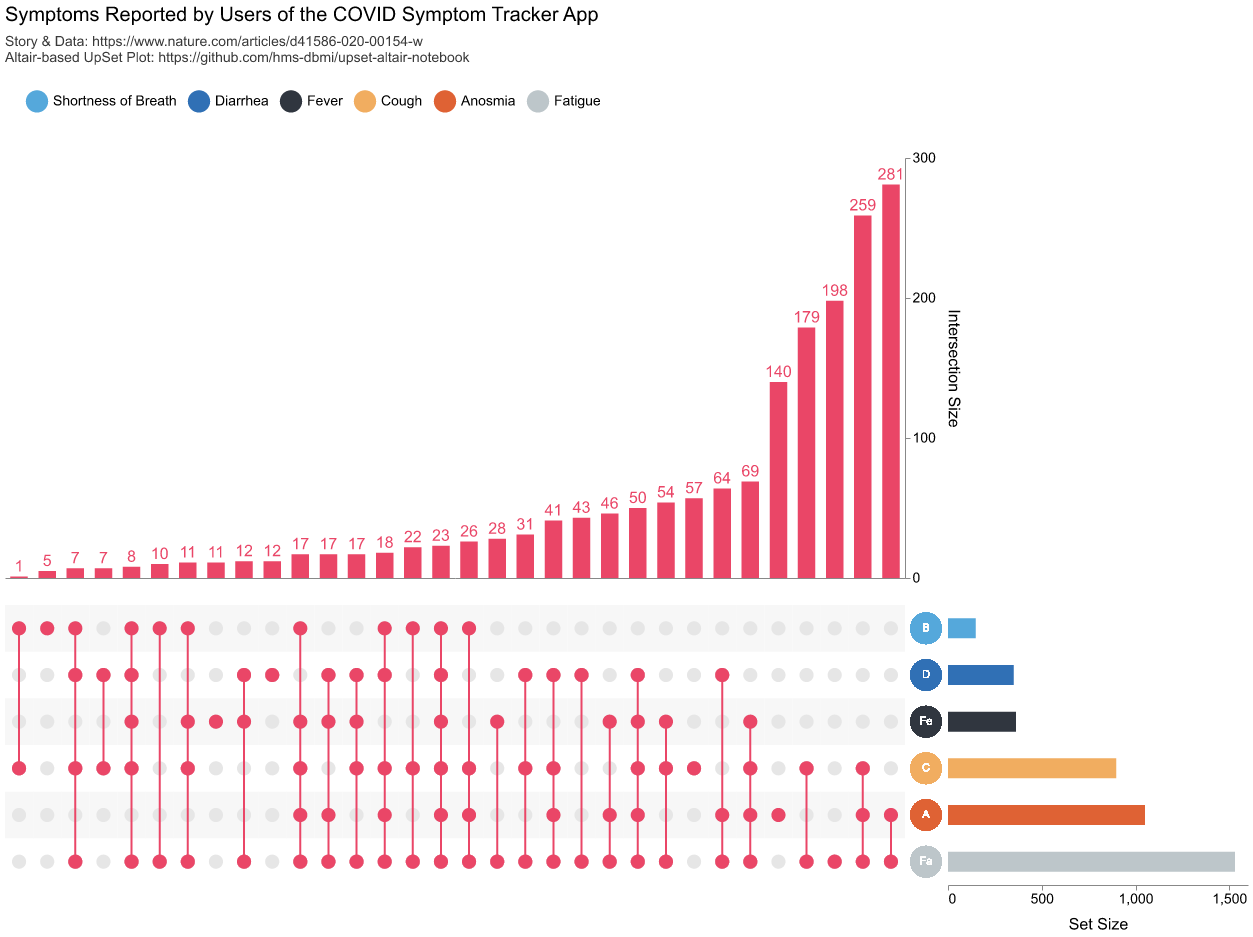 Symptoms Reported by Users of the COVID Symptom Tracker App
Story & Data: https://www.nature.com/articles/d41586-020-00154-w
Altair-based UpSet Plot: https://github.com/hms-dbmi/upset-altair-notebook
Shortness of Breath Diarrhea Fever Cough Anosmia Fatigue
300
281
259
200
198
179
140
Intersection Size
100
1 5 7 7 8 10 11 11 12 12 17 17 17 18 22 23 26 28 31 41 43 46 50 54 57 64 69
0
B
D
Fe
C
A
Fa
0 500 1,000 1,500
Set Size